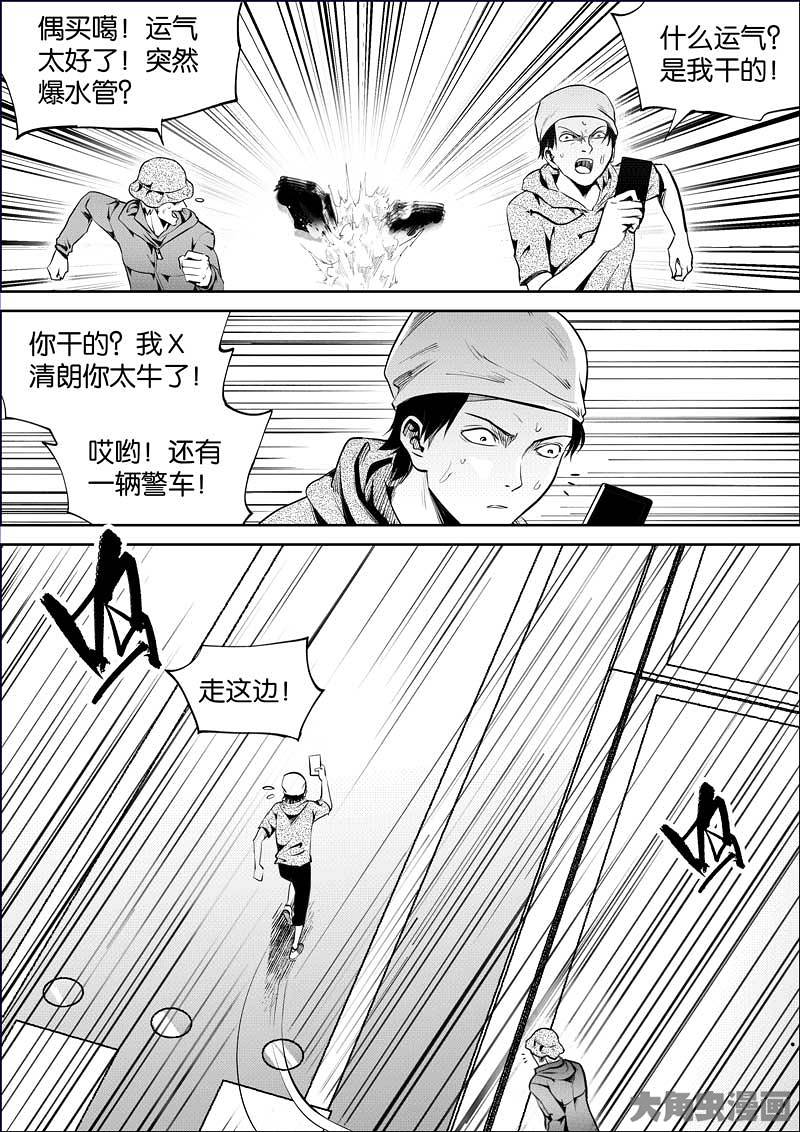 偶买噶！运气
太好了！突然
爆水管？
什么运气？
是我干的！
你干的？我X
清朗你太牛了！
哎哟！还有
一辆警车！
走这边！
大角虫漫画